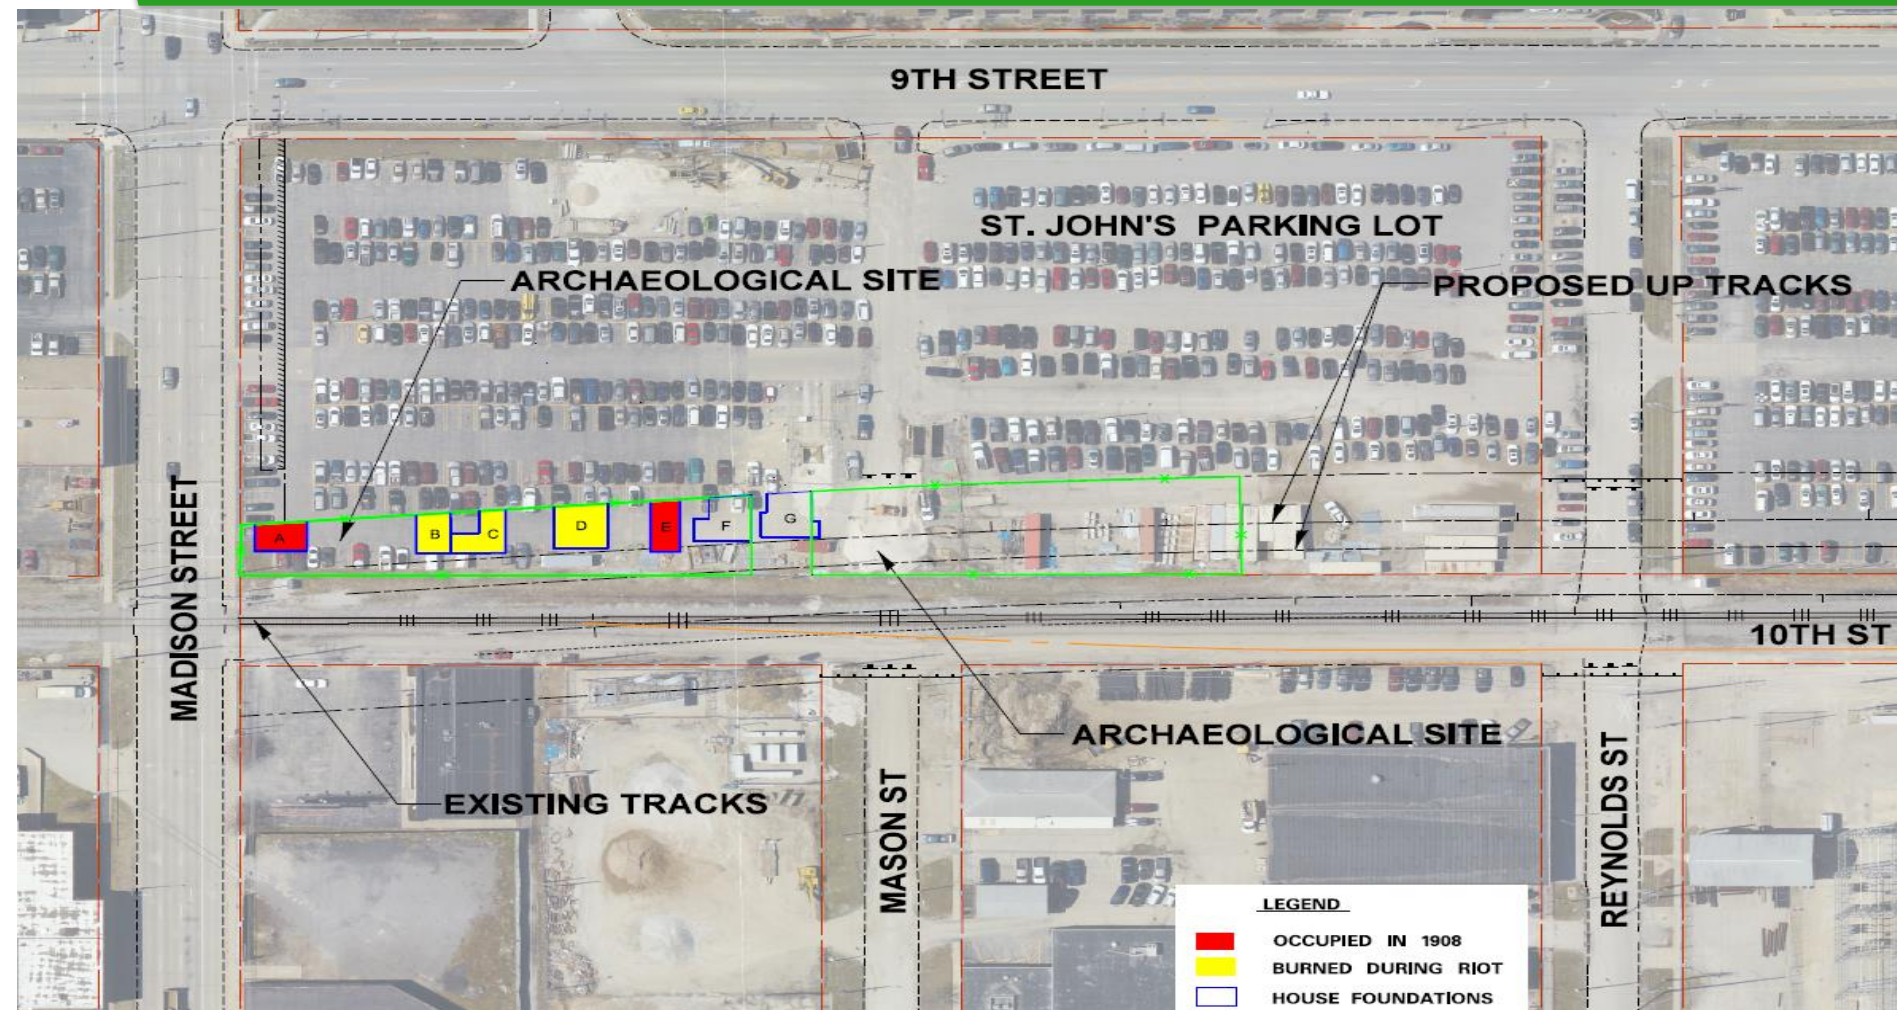 9TH STREET
ST. JOHN'S PARKING LOT
ARCHAEOLOGICAL SITE
PROPOSED UP TRACKS
MADISON STREET
A
B
C
D
E
F
G
10TH ST
ARCHAEOLOGICAL SITE
EXISTING TRACKS
MASON ST
REYNOLDS ST
LEGEND
OCCUPIED IN 1908
BURNED DURING RIOT
HOUSE FOUNDATIONS